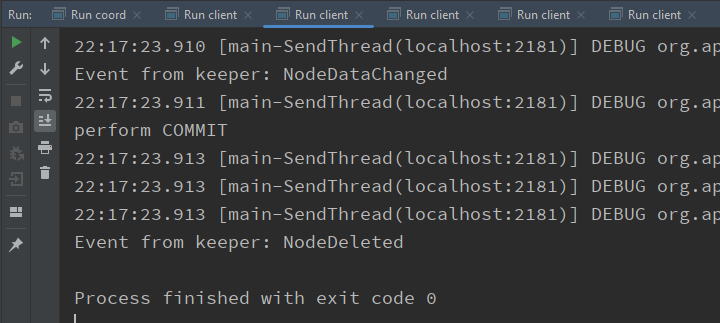 Run: Run coord Run client Run client Run client Run client Run client
22:17:23.910 [main-SendThread(localhost:2181)] DEBUG org.ap
Event from keeper: NodeDataChanged
22:17:23.911 [main-SendThread(localhost:2181)] DEBUG org.ap
perform COMMIT
22:17:23.913 [main-SendThread(localhost:2181)] DEBUG org.ap
22:17:23.913 [main-SendThread(localhost:2181)] DEBUG org.ap
22:17:23.913 [main-SendThread(localhost:2181)] DEBUG org.ap
Event from keeper: NodeDeleted
Process finished with exit code 0